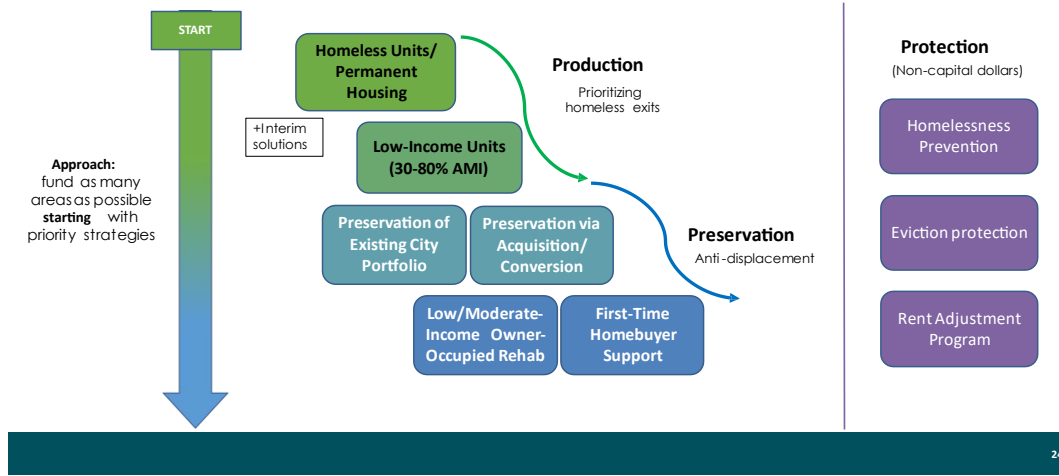 START
Approach:
fund as many
areas as possible
starting with
priority strategies
Homeless Units/
Permanent
Housing
+Interim
solutions
Low-Income Units
(30-80% AMI)
Preservation of
Existing City
Portfolio
Preservation via
Acquisition/
Conversion
Low/Moderate-
Income Owner-
Occupied Rehab
First-Time
Homebuyer
Support
Production
Prioritizing
homeless exits
Preservation
Anti-displacement
Protection
(Non-capital dollars)
Homelessness
Prevention
Eviction protection
Rent Adjustment
Program